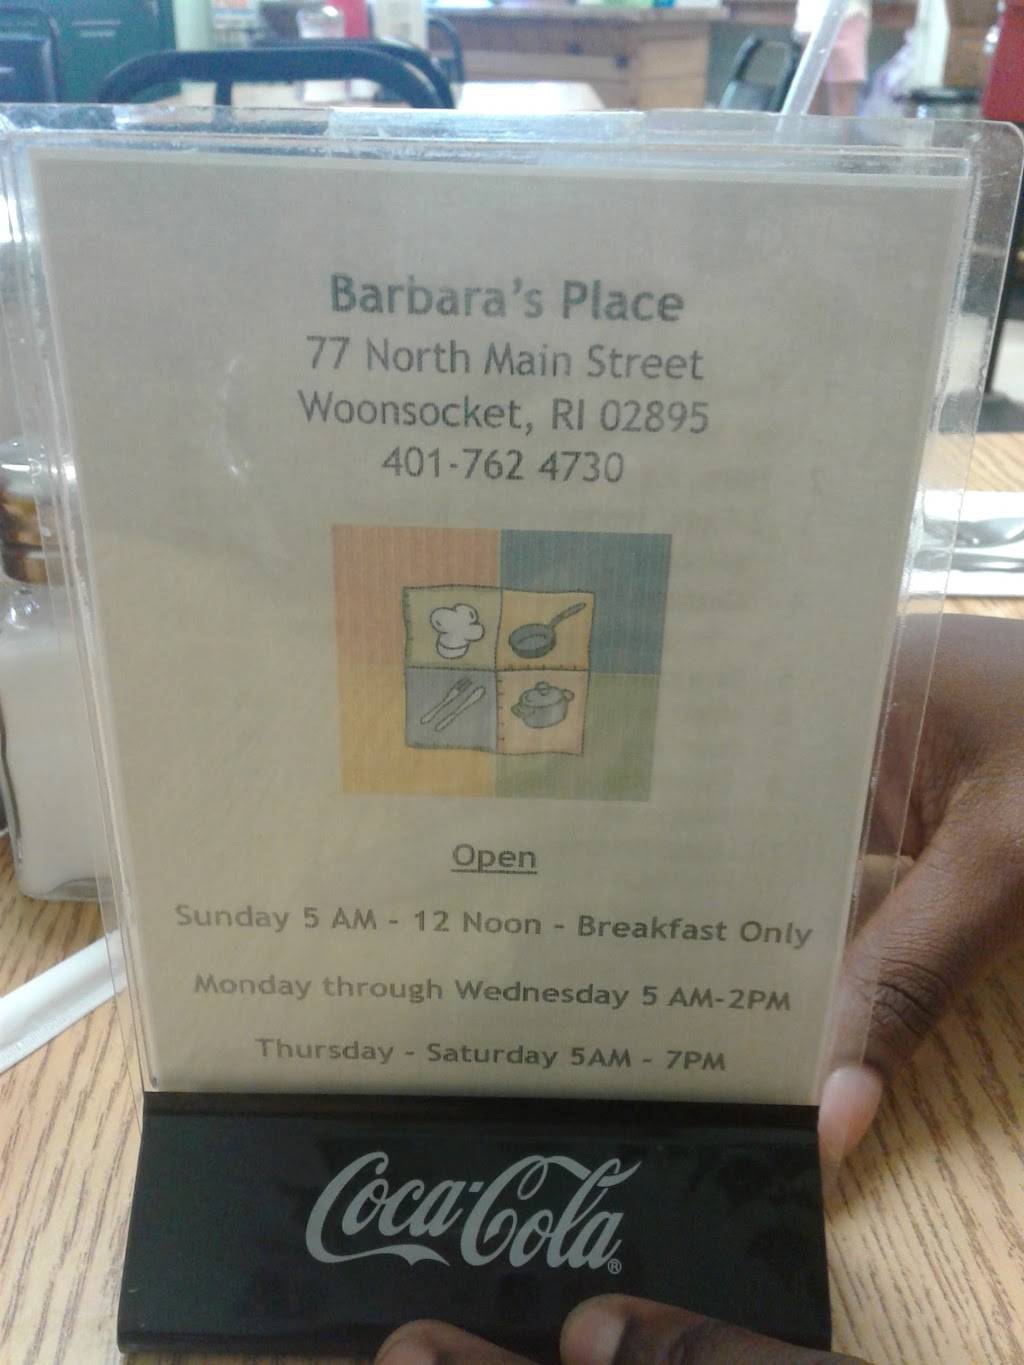 Barbara's Place
77 North Main Street
Woonsocket, RI 02895
401-762 4730
Open
Sunday 5 AM - 12 Noon - Breakfast Only
Monday through Wednesday 5 AM-2PM
Thursday - Saturday 5AM - 7PM
Coca-Cola®